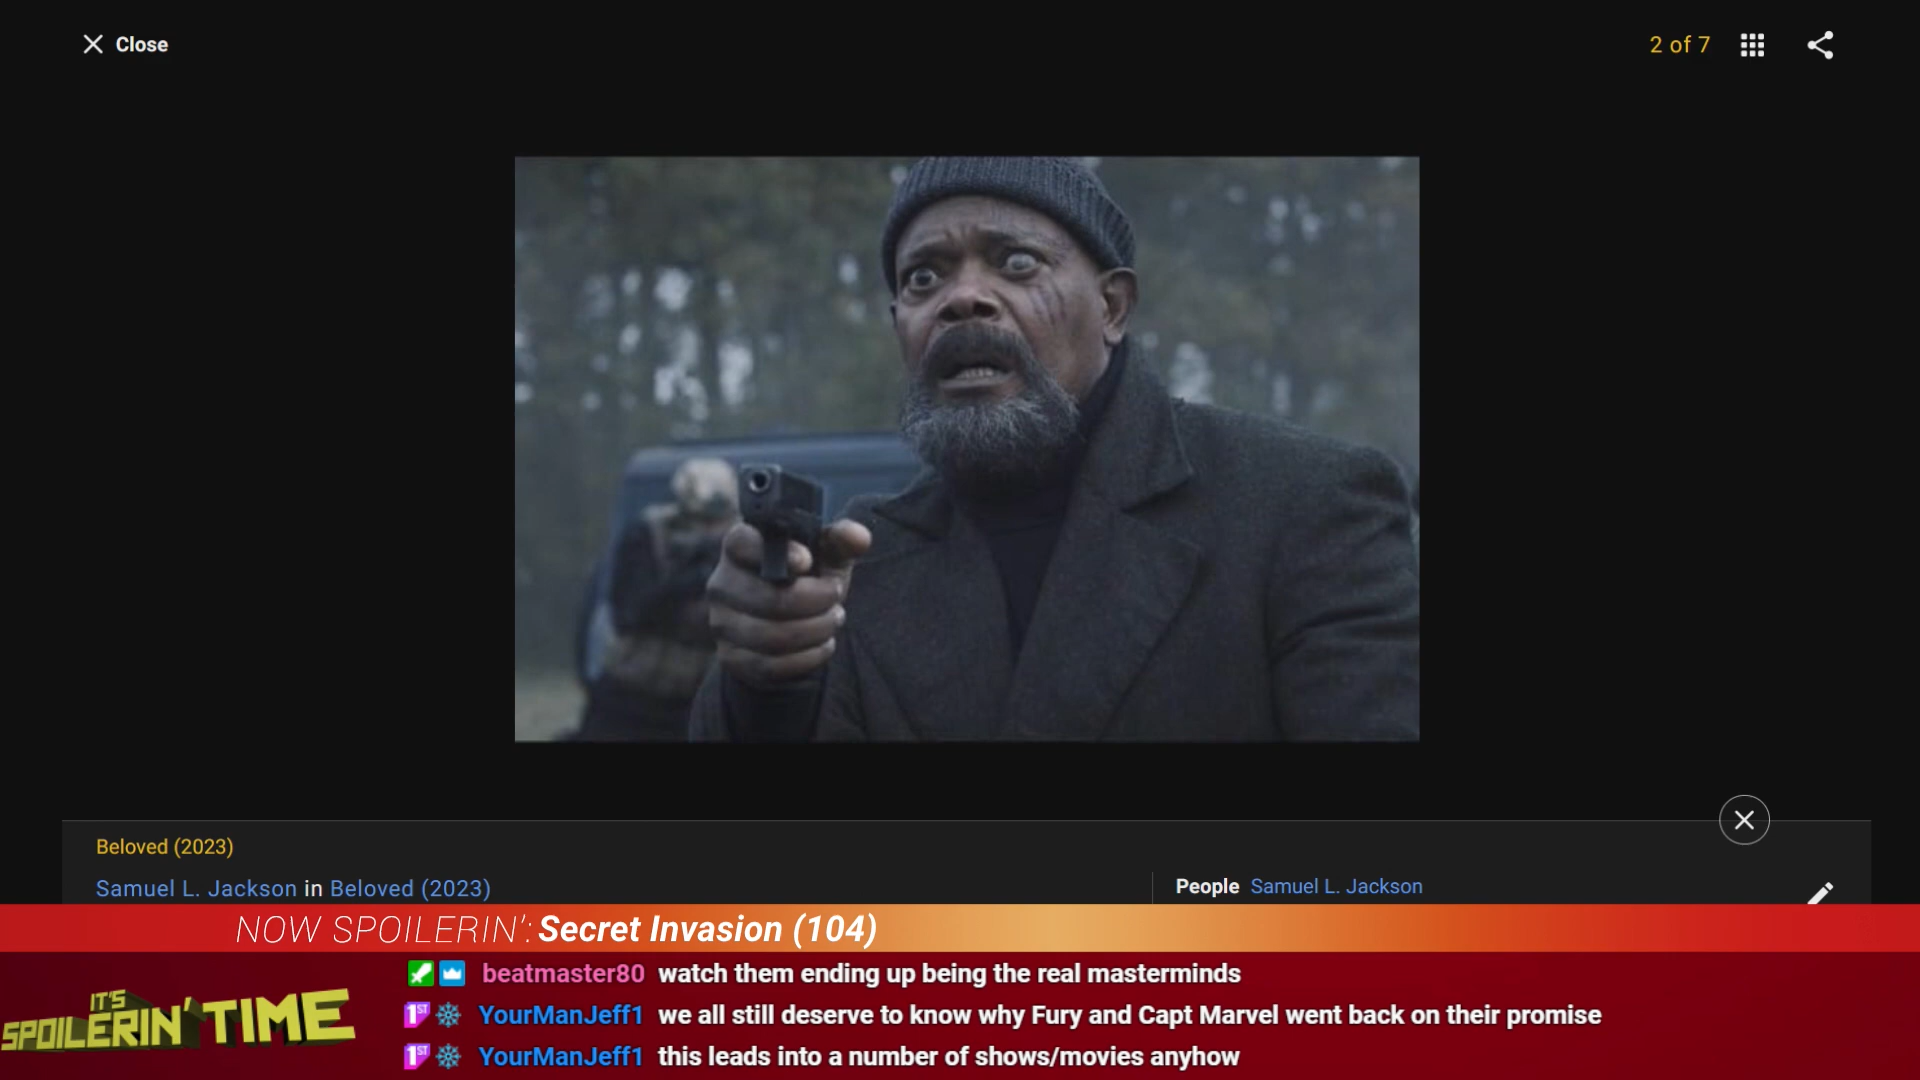 Close
2 of 7
Beloved (2023)
Samuel L. Jackson in Beloved (2023)
People Samuel L. Jackson
NOW SPOILERIN': Secret Invasion (104)
beatmaster80 watch them ending up being the real masterminds
1ST YourManJeff1 we all still deserve to know why Fury and Capt Marvel went back on their promise
1ST YourManJeff1 this leads into a number of shows/movies anyhow
IT'S
SPOILERIN' TIME